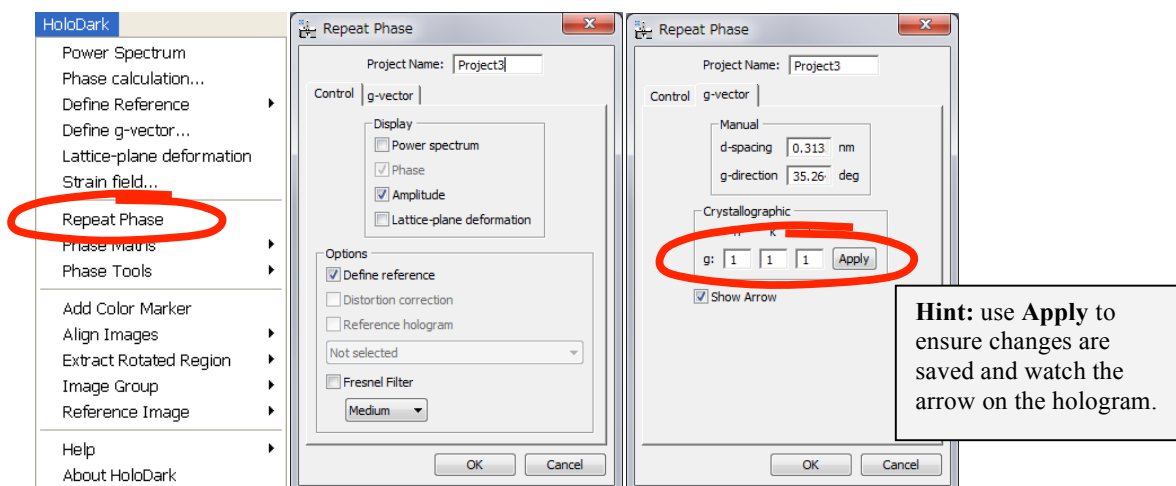 HoloDark
Power Spectrum
Phase calculation...
Define Reference
Define g-vector...
Lattice-plane deformation
Strain field...
Repeat Phase
Phase Maths
Phase Tools
Add Color Marker
Align Images
Extract Rotated Region
Image Group
Reference Image
Help
About HoloDark
Repeat Phase
Project Name: Project3
Control g-vector
Display
Power spectrum
Phase
Amplitude
Lattice-plane deformation
Options
Define reference
Distortion correction
Reference hologram
Not selected
Fresnel Filter
Medium
OK Cancel
Repeat Phase
Project Name: Project3
Control g-vector
Manual
d-spacing 0.313 nm
g-direction 35.26 deg
Crystallographic
k
g: 1 1 1 Apply
Show Arrow
OK Cancel
Hint: use Apply to
ensure changes are
saved and watch the
arrow on the hologram.